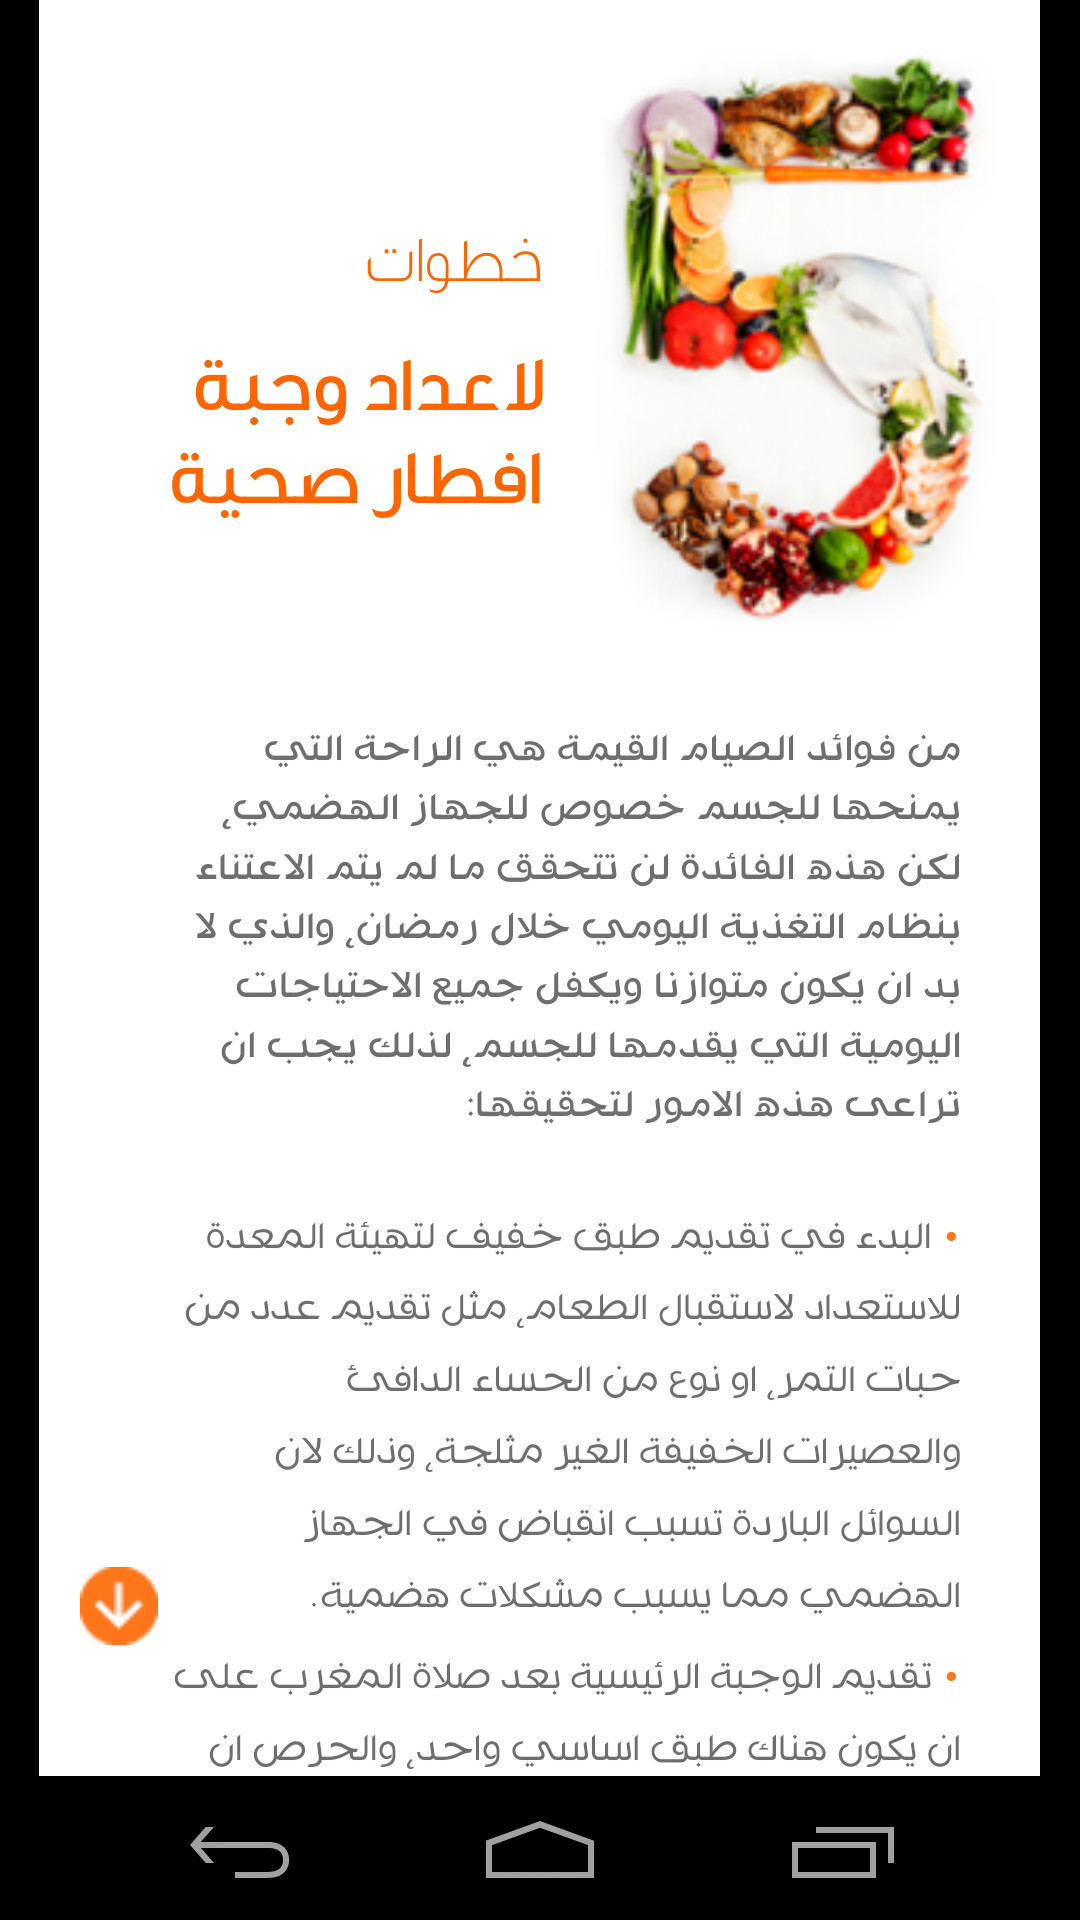 خطوات
لاعداد وجبة
افطار صحية
من فوائد الصيام القيمة هي الراحة التي
يمنحها للجسم خصوص للجهاز الهضمي،
لكن هذه الفائدة لن تتحقق ما لم يتم الاعتناء
بنظام التغذية اليومي خلال رمضان، والذي لا
بد ان يكون متوازنا ويكفل جميع الاحتياجات
اليومية التي يقدمها للجسم، لذلك يجب ان
تراعى هذه الامور لتحقيقها:
• البدء في تقديم طبق خفيف لتهيئة المعدة
للاستعداد لاستقبال الطعام، مثل تقديم عدد من
حبات التمر، او نوع من الحساء الدافئ
والعصيرات الخفيفة الغير مثلجة، وذلك لان
السوائل الباردة تسبب انقباض في الجهاز
الهضمي مما يسبب مشكلات هضمية.
• تقديم الوجبة الرئيسية بعد صلاة المغرب على
ان يكون هناك طبق اساسي واحد، والحرص ان